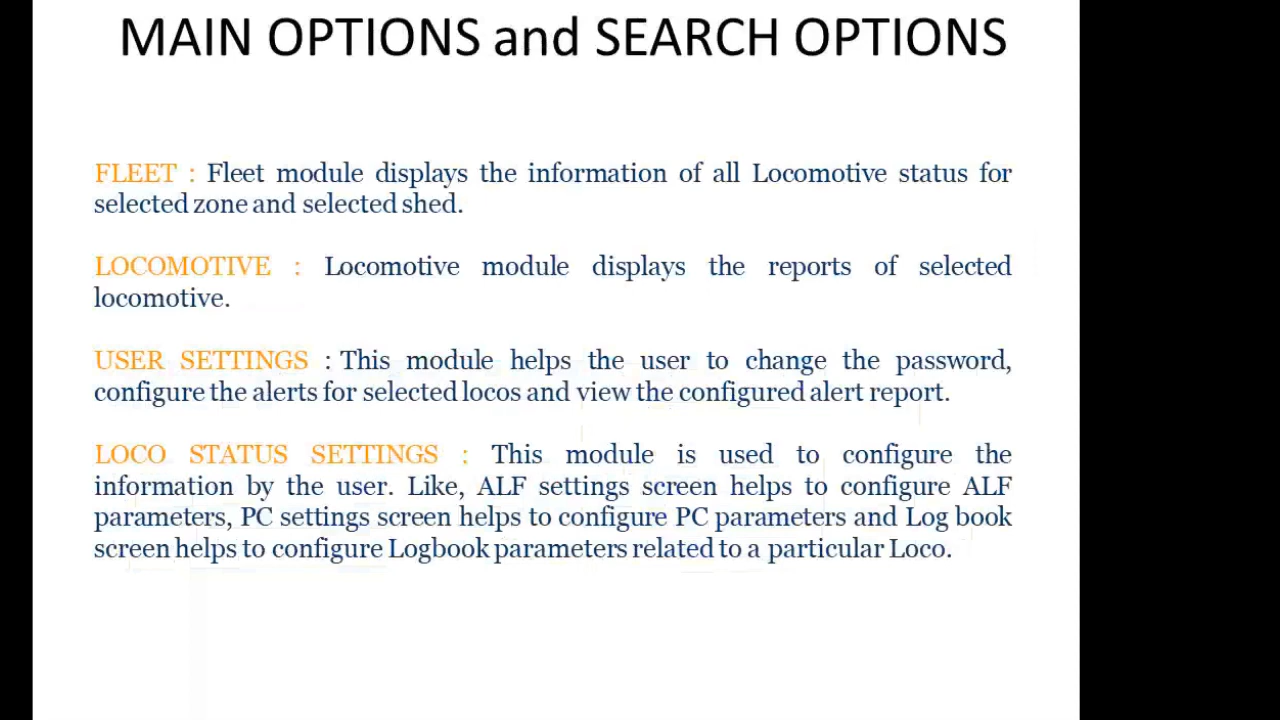 MAIN OPTIONS and SEARCH OPTIONS
FLEET : Fleet module displays the information of all Locomotive status for
selected zone and selected shed.
LOCOMOTIVE : Locomotive module displays the reports of selected
locomotive.
USER SETTINGS : This module helps the user to change the password,
configure the alerts for selected locos and view the configured alert report.
LOCO STATUS SETTINGS : This module is used to configure the
information by the user. Like, ALF settings screen helps to configure ALF
parameters, PC settings screen helps to configure PC parameters and Log book
screen helps to configure Logbook parameters related to a particular Loco.